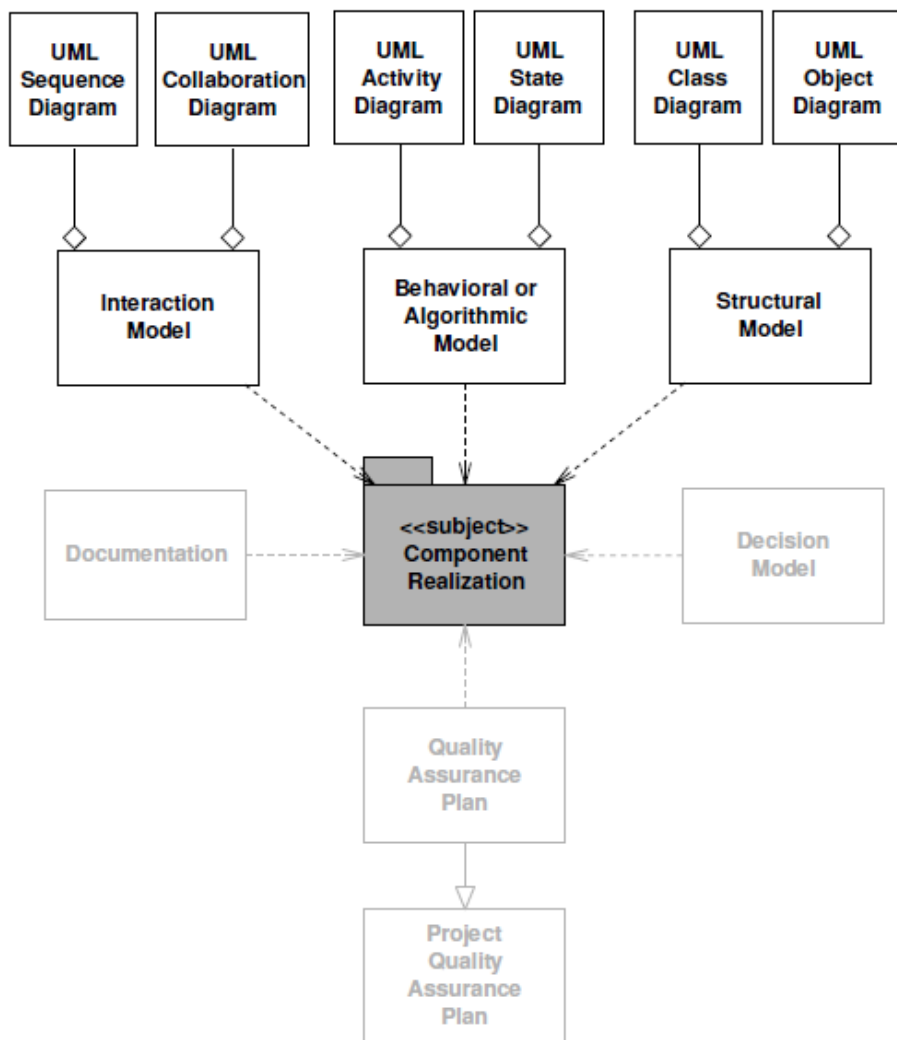 UML
Sequence
Diagram
UML
Collaboration
Diagram
UML
Activity
Diagram
UML
State
Diagram
UML
Class
Diagram
UML
Object
Diagram
Interaction
Model
Behavioral or
Algorithmic
Model
Structural
Model
Documentation
<<subject>>
Component
Realization
Decision
Model
Quality
Assurance
Plan
Project
Quality
Assurance
Plan